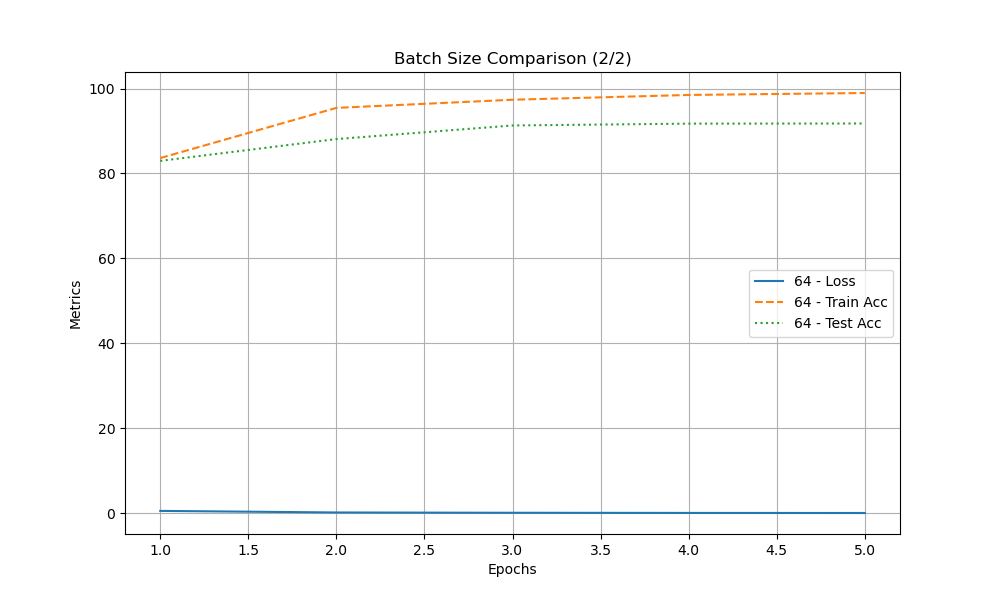 Batch Size Comparison (2/2)
Metrics
100
80
60
40
20
0
64 - Loss
64 - Train Acc
64 - Test Acc
1.0 1.5 2.0 2.5 3.0 3.5 4.0 4.5 5.0
Epochs